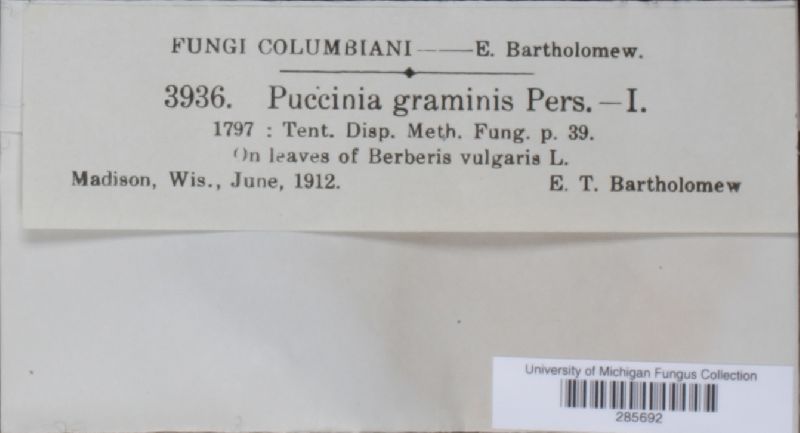 FUNGI COLUMBIANI——E. Bartholomew.
3936. Puccinia graminis Pers.—I.
1797 : Tent. Disp. Meth. Fung. p. 39.
On leaves of Berberis vulgaris L.
Madison, Wis., June, 1912. E. T. Bartholomew
University of Michigan Fungus Collection
285692